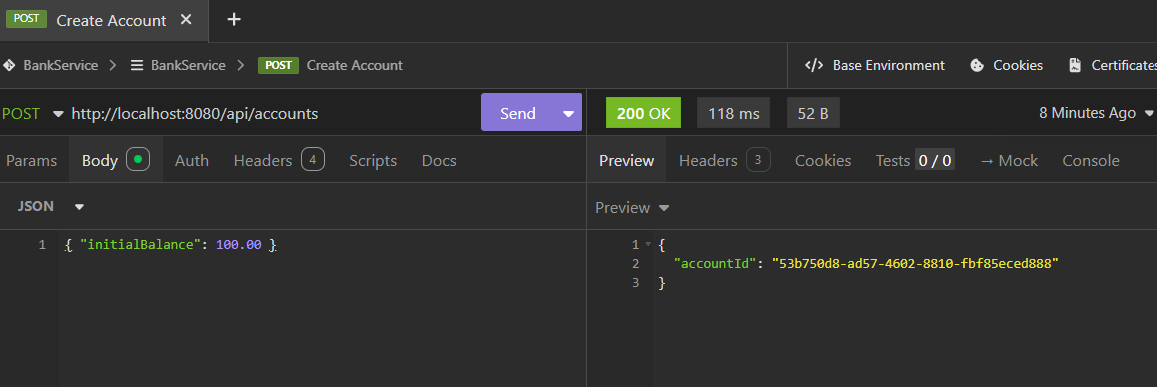 POST Create Account
BankService BankService POST Create Account
Base Environment Cookies Certificates
POST http://localhost:8080/api/accounts Send
200 OK 118 ms 52 B 8 Minutes Ago
Params Body Auth Headers 4 Scripts Docs
Preview Headers 3 Cookies Tests 0 / 0 → Mock Console
JSON
Preview
1 { "initialBalance": 100.00 }
1 {
2 "accountId": "53b750d8-ad57-4602-8810-fbf85eced888"
3 }